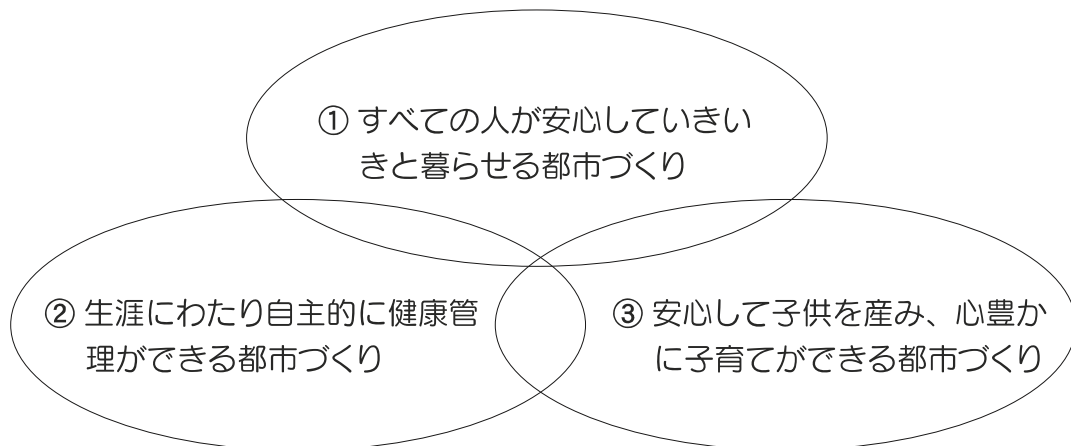 ① すべての人が安心していきい
きと暮らせる都市づくり
② 生涯にわたり自主的に健康管
理ができる都市づくり
③ 安心して子供を産み、心豊か
に子育てができる都市づくり